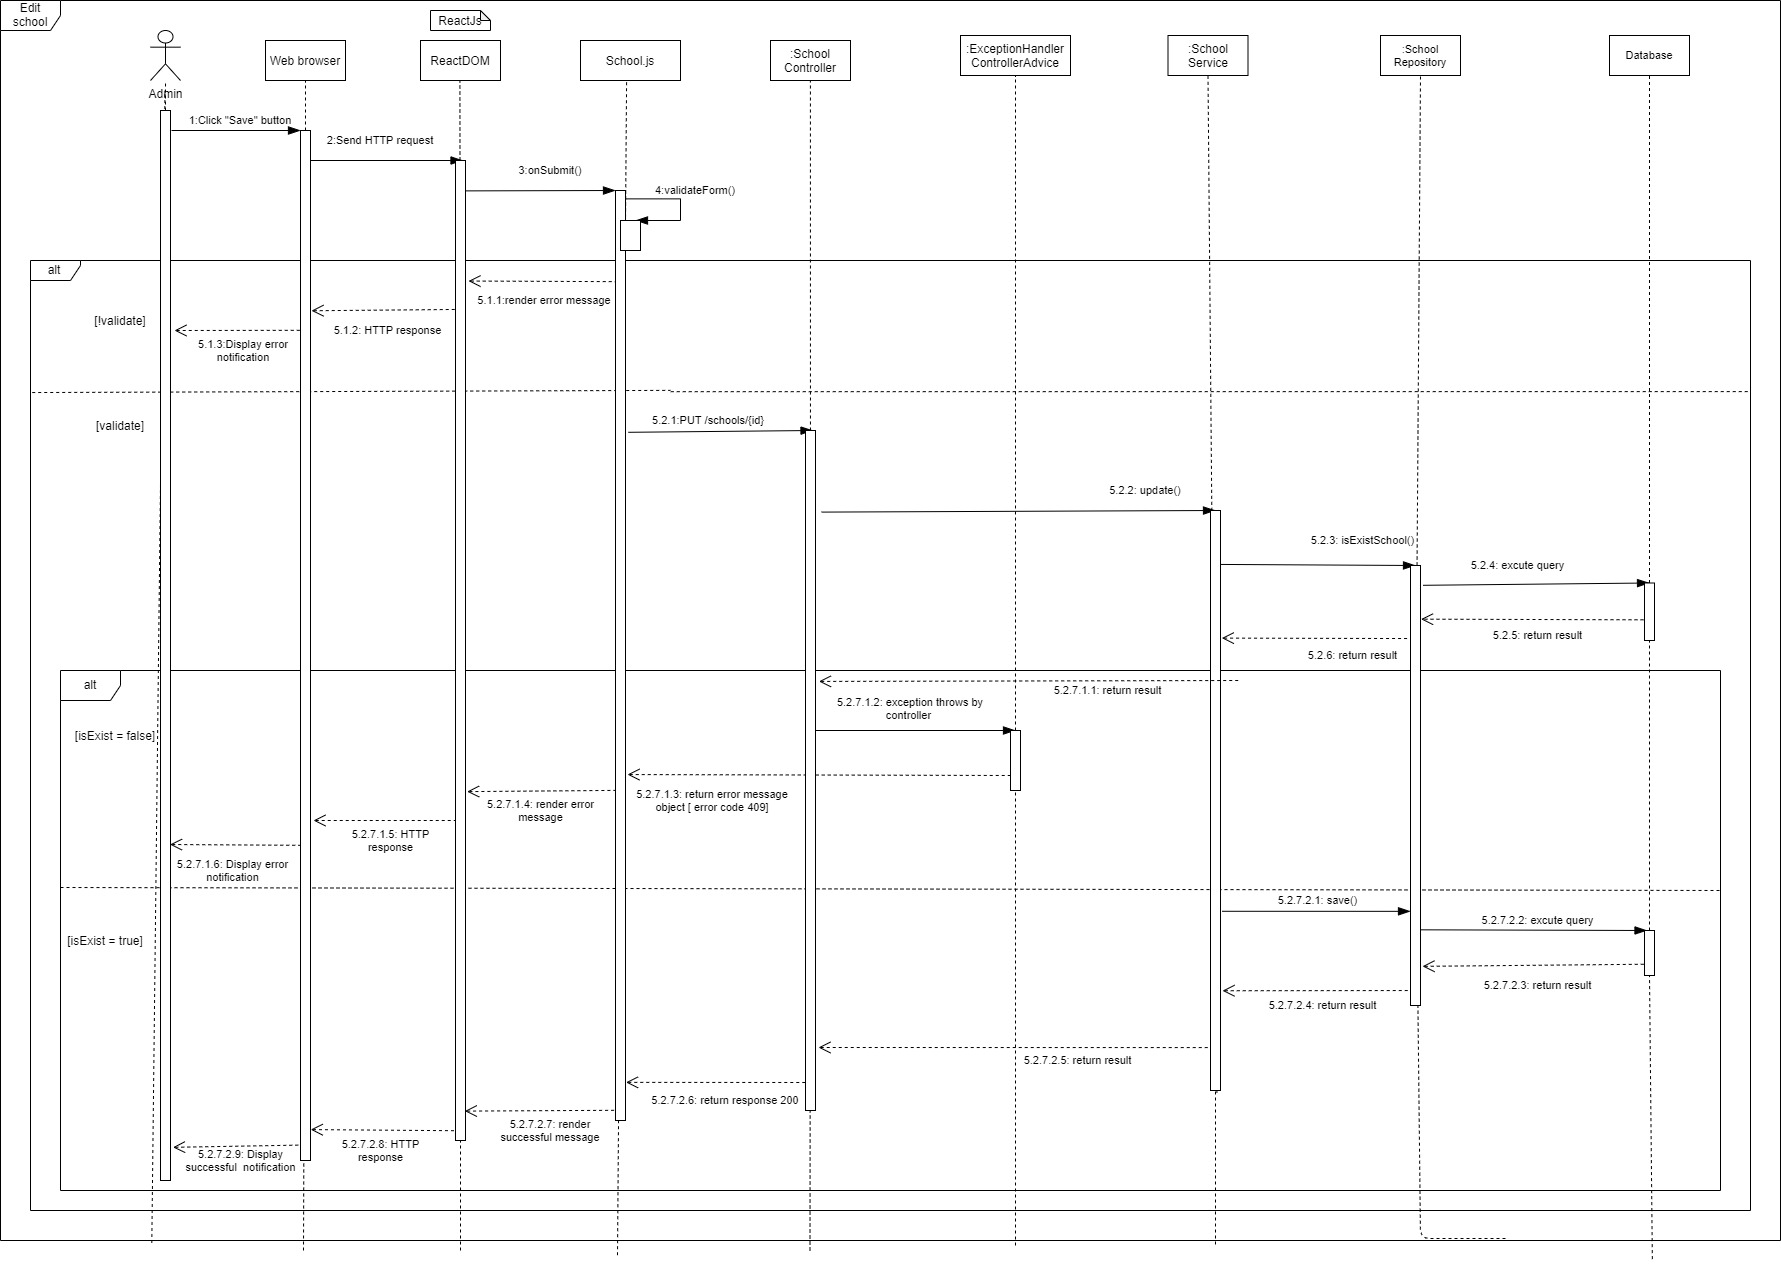 Edit
school
ReactJs
Web browser
ReactDOM
School.js
:School
Controller
:ExceptionHandler
ControllerAdvice
:School
Service
:School
Repository
Database
Admin
1:Click "Save" button
2:Send HTTP request
3:onSubmit()
4:validateForm()
alt
5.1.1:render error message
[!validate]
5.1.2: HTTP response
5.1.3:Display error
notification
[validate]
5.2.1:PUT /schools/{id}
5.2.2: update()
5.2.3: isExistSchool()
5.2.4: excute query
5.2.5: return result
5.2.6: return result
alt
5.2.7.1.1: return result
5.2.7.1.2: exception throws by
controller
[isExist = false]
5.2.7.1.3: return error message
object [ error code 409]
5.2.7.1.4: render error
message
5.2.7.1.5: HTTP
response
5.2.7.1.6: Display error
notification
5.2.7.2.1: save()
5.2.7.2.2: excute query
[isExist = true]
5.2.7.2.3: return result
5.2.7.2.4: return result
5.2.7.2.5: return result
5.2.7.2.6: return response 200
5.2.7.2.7: render
successful message
5.2.7.2.8: HTTP
response
5.2.7.2.9: Display
successful  notification